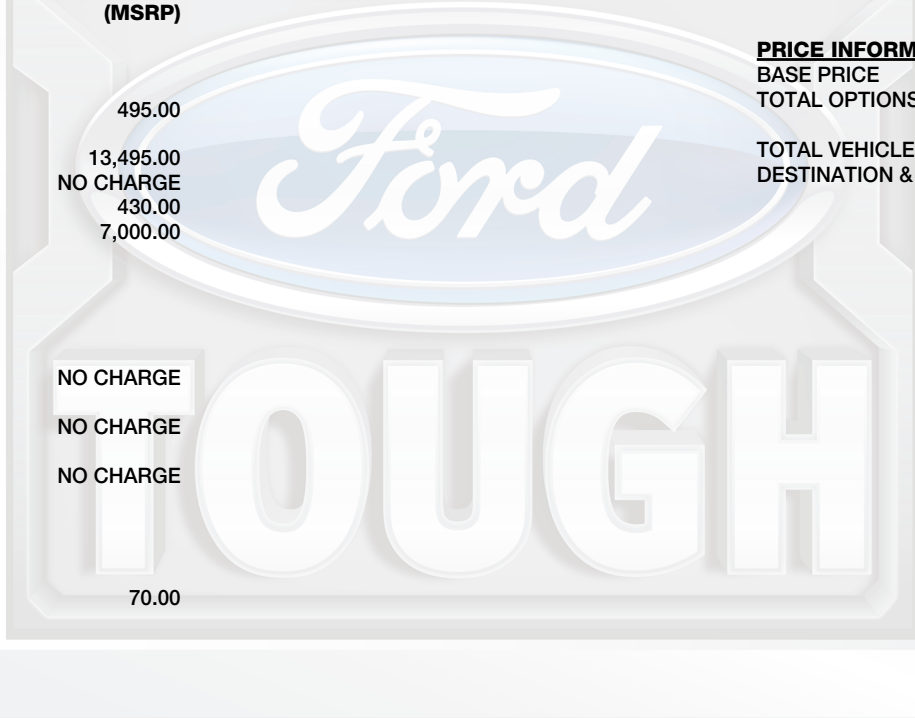 (MSRP)
495.00
13,495.00
NO CHARGE
430.00
7,000.00
NO CHARGE
NO CHARGE
NO CHARGE
70.00
PRICE INFORM
BASE PRICE
TOTAL OPTIONS
TOTAL VEHICLE
DESTINATION &
Ford
TOUGH